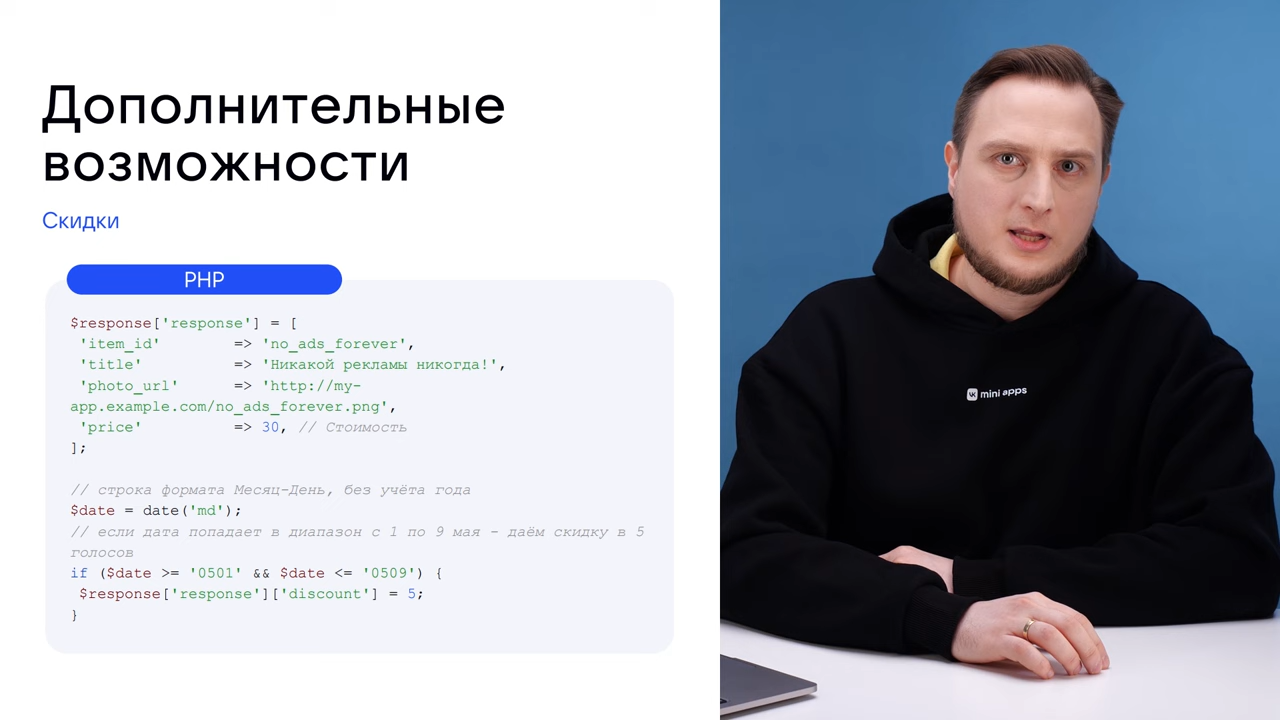 Дополнительные
возможности
Скидки
PHP
$response['response'] = [
'item_id' => 'no_ads_forever',
'title' => 'Никакой рекламы никогда!',
'photo_url' => 'http://my-
app.example.com/no_ads_forever.png',
'price' => 30, // Стоимость
];
// строка формата Месяц-День, без учёта года
$date = date('md');
// если дата попадает в диапазон с 1 по 9 мая - даём скидку в 5
голосов
if ($date >= '0501' && $date <= '0509') {
$response['response']['discount'] = 5;
}
mini apps